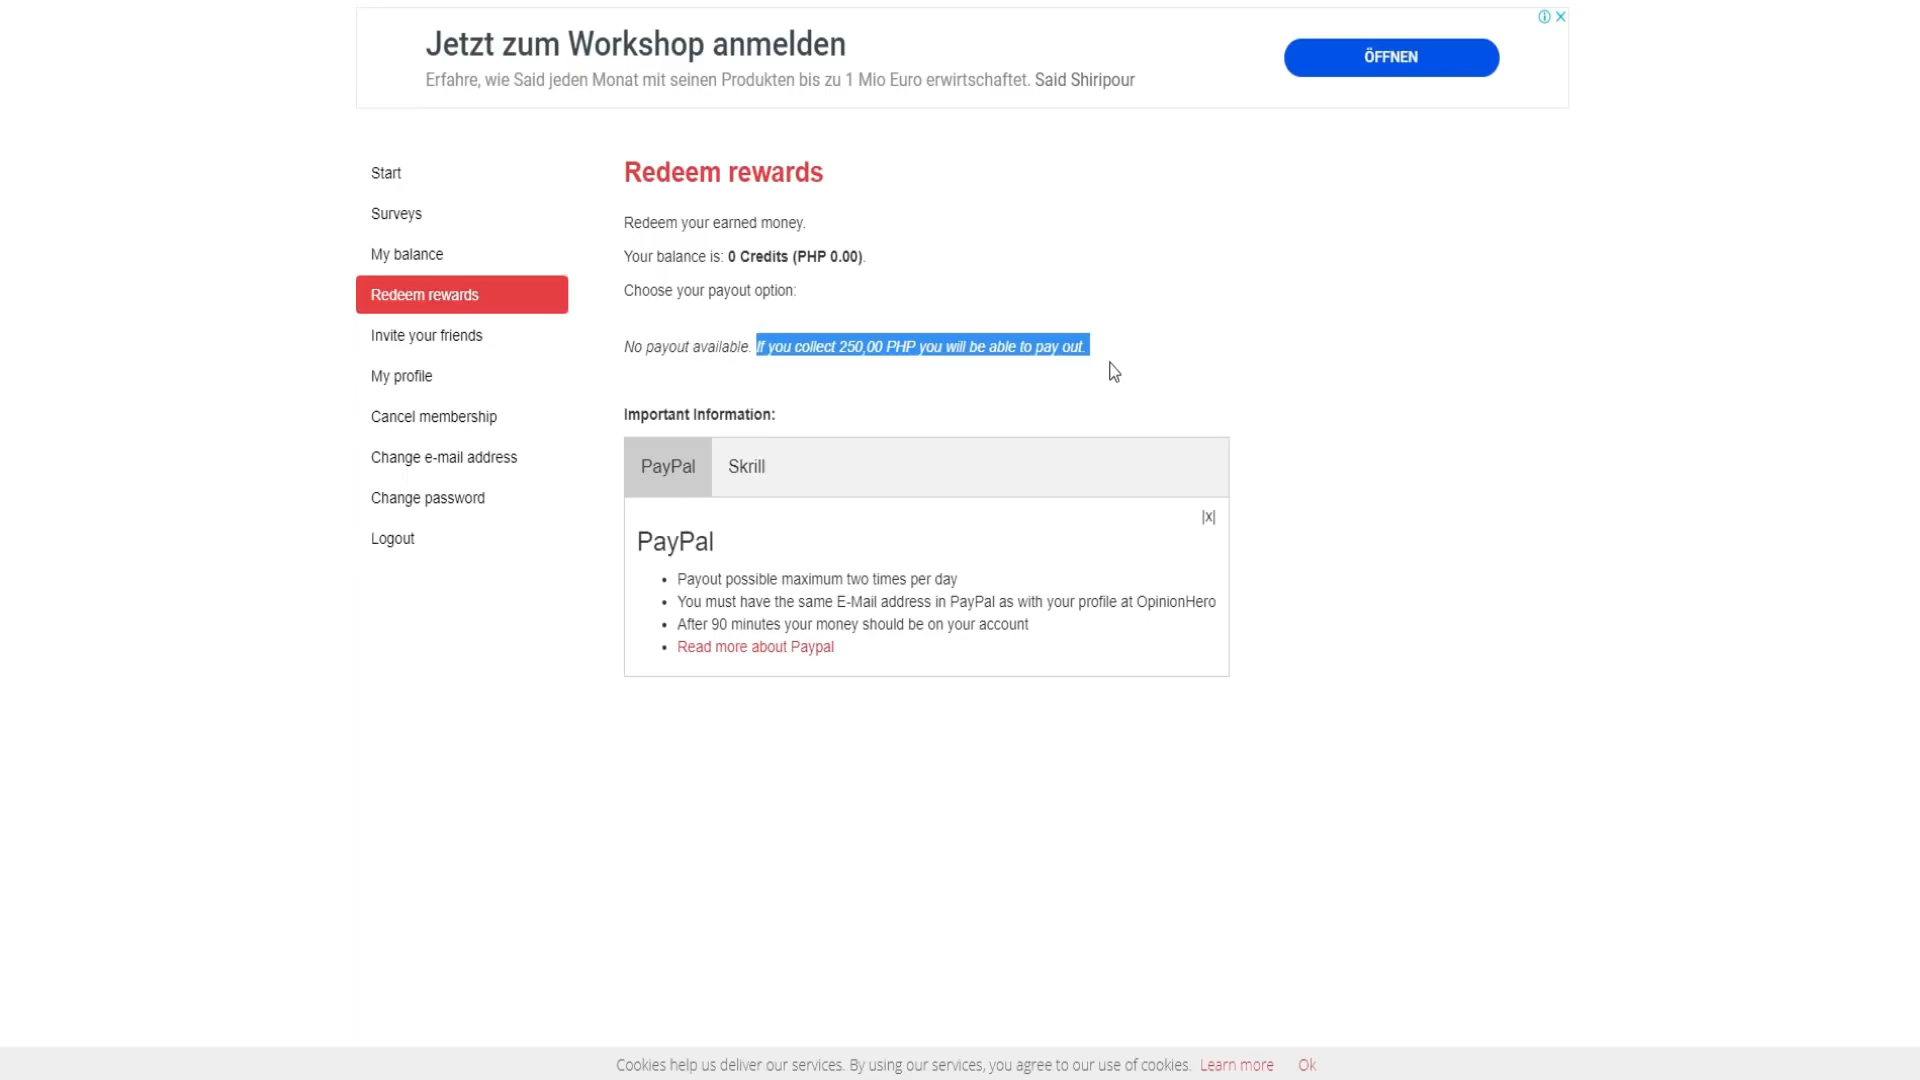 Jetzt zum Workshop anmelden
Erfahre, wie Said jeden Monat mit seinen Produkten bis zu 1 Mio Euro erwirtschaftet. Said Shiripour
ÖFFNEN
Start
Surveys
My balance
Redeem rewards
Invite your friends
My profile
Cancel membership
Change e-mail address
Change password
Logout
Redeem rewards
Redeem your earned money.
Your balance is: 0 Credits (PHP 0.00).
Choose your payout option:
No payout available. If you collect 250,00 PHP you will be able to pay out.
Important Information:
PayPal
Skrill
|x|
PayPal
• Payout possible maximum two times per day
• You must have the same E-Mail address in PayPal as with your profile at OpinionHero
• After 90 minutes your money should be on your account
• Read more about Paypal
Cookies help us deliver our services. By using our services, you agree to our use of cookies. Learn more Ok